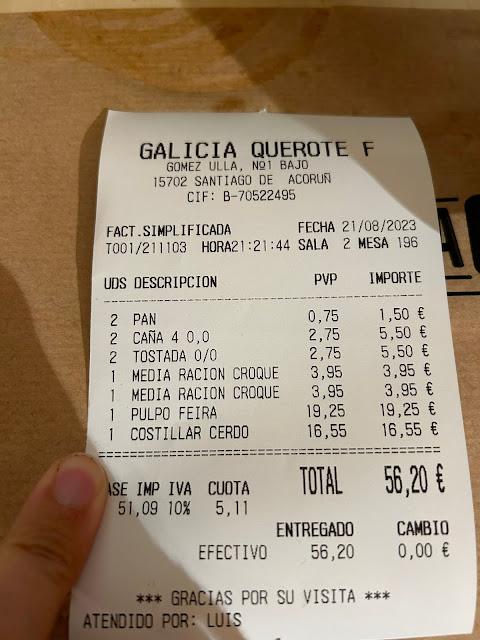 GALICIA QUEROTE F
GOMEZ ULLA, Nº1 BAJO
15702 SANTIAGO DE ACORUÑ
CIF: B-70522495
FACT.SIMPLIFICADA FECHA 21/08/2023
T001/211103 HORA21:21:44 SALA 2 MESA 196
UDS DESCRIPCION PVP IMPORTE
2 PAN 0,75 1,50 €
2 CAÑA 4 0,0 2,75 5,50 €
2 TOSTADA 0/0 2,75 5,50 €
1 MEDIA RACION CROQUE 3,95 3,95 €
1 MEDIA RACION CROQUE 3,95 3,95 €
1 PULPO FEIRA 19,25 19,25 €
1 COSTILLAR CERDO 16,55 16,55 €
TOTAL 56,20 €
IMP IVA CUOTA
51,09 10% 5,11
ENTREGADO CAMBIO
EFECTIVO 56,20 0,00 €
*** GRACIAS POR SU VISITA ***
ATENDIDO POR: LUIS